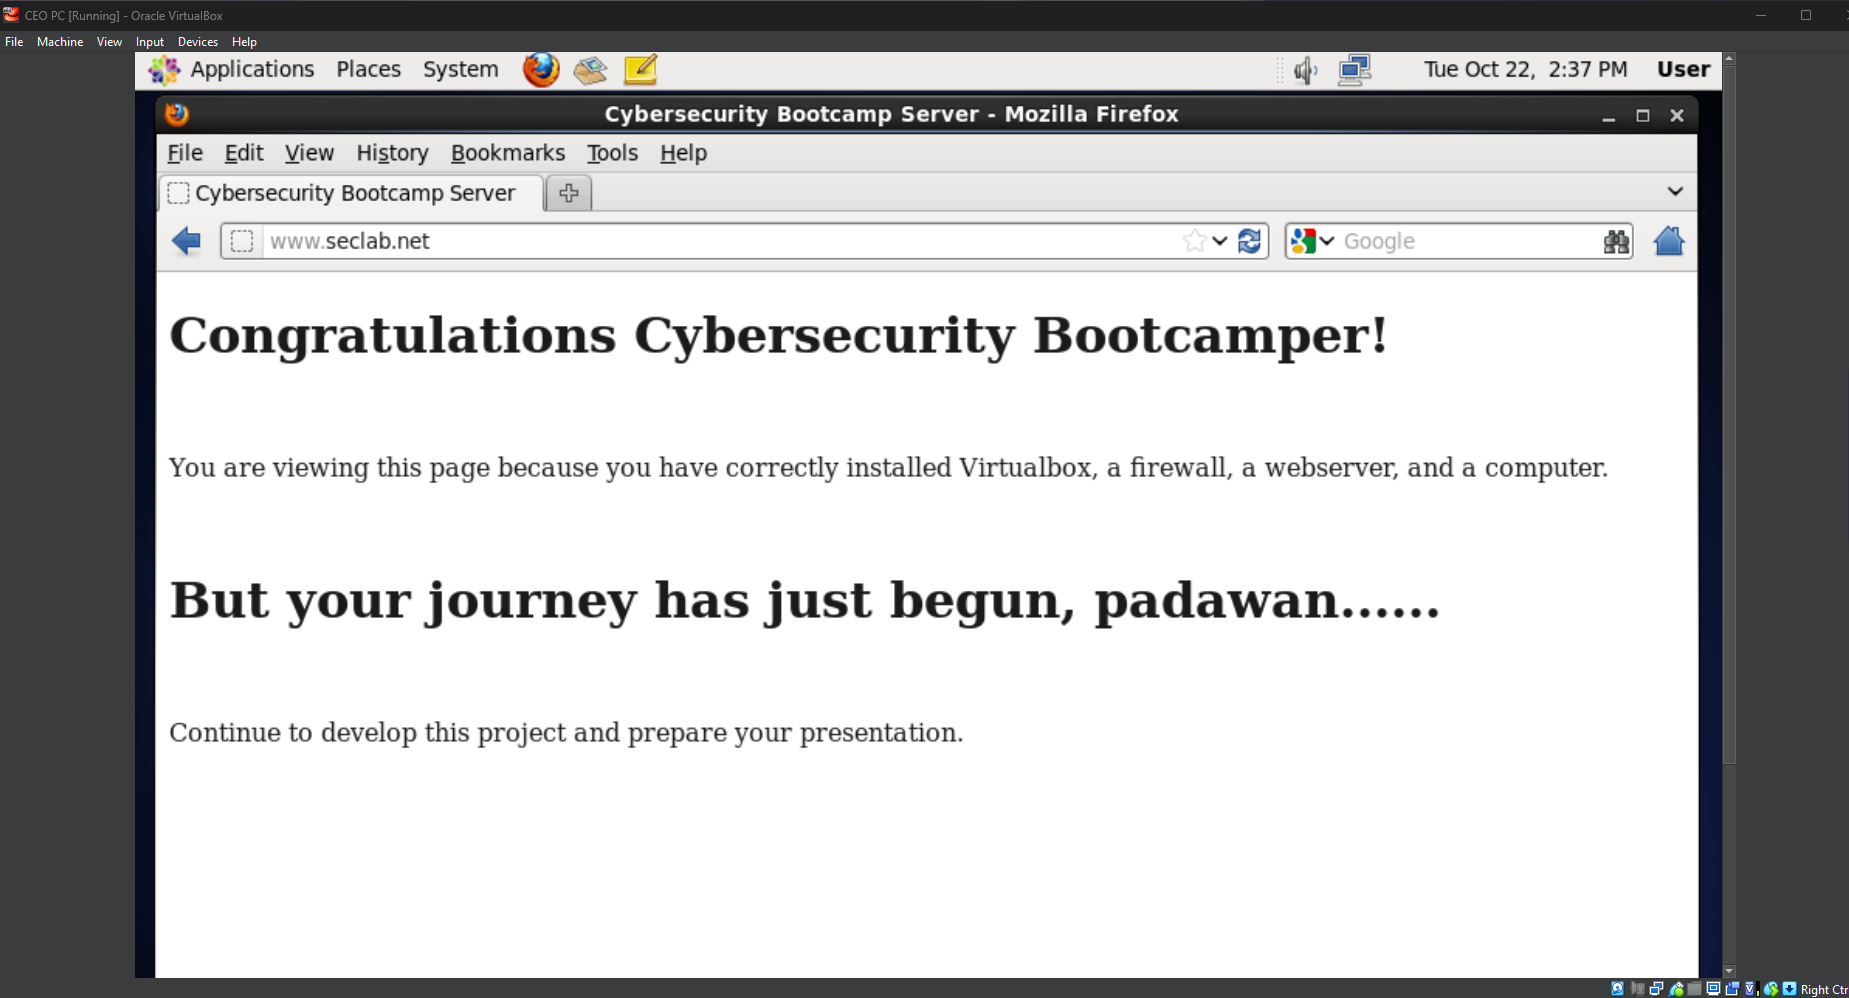 CEO PC [Running] - Oracle VirtualBox
File Machine View Input Devices Help
Applications Places System Tue Oct 22, 2:37 PM User
Cybersecurity Bootcamp Server - Mozilla Firefox
File Edit View History Bookmarks Tools Help
Cybersecurity Bootcamp Server
www.seclab.net Google
Congratulations Cybersecurity Bootcamper!
You are viewing this page because you have correctly installed Virtualbox, a firewall, a webserver, and a computer.
But your journey has just begun, padawan......
Continue to develop this project and prepare your presentation.
Right Ctr